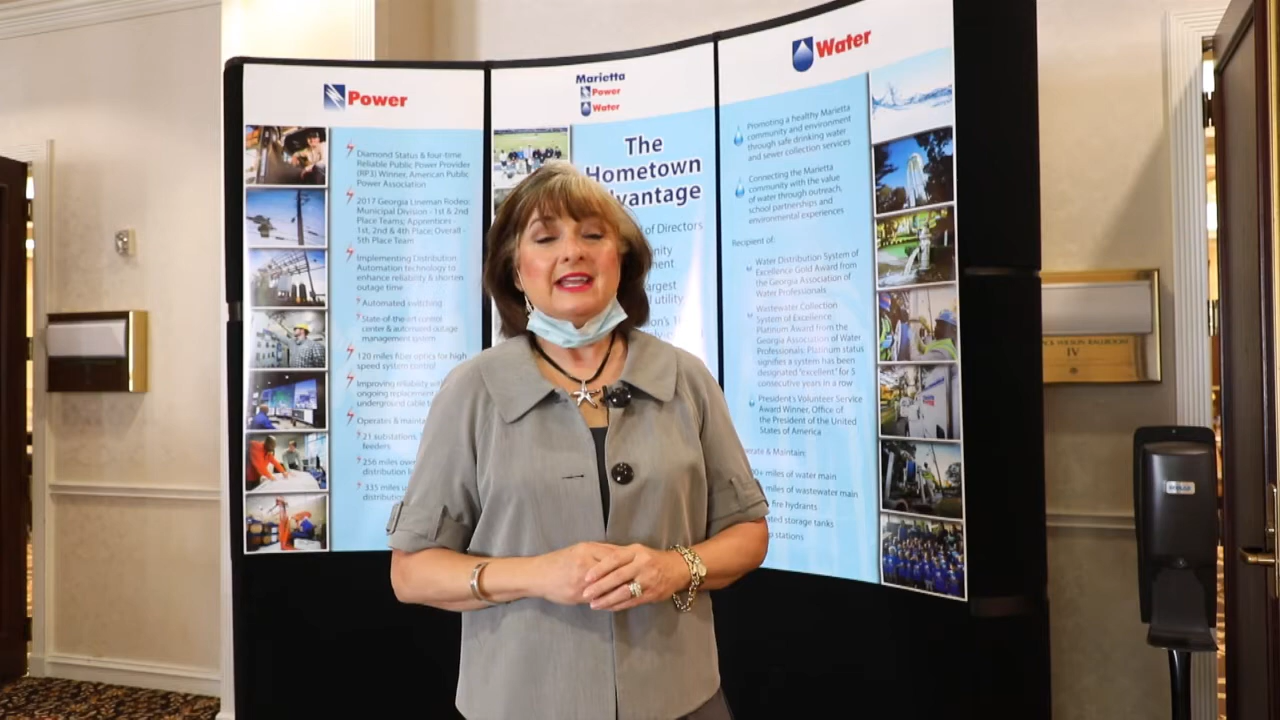 Power
Diamond Status & four-time
Reliable Public Power Provider
(RP3) Winner, American Public
Power Association
2017 Georgia Lineman Rodeo:
Municipal Division - 1st & 2nd
Place Teams; Apprentices -
1st, 2nd & 4th Place; Overall -
5th Place Team
Implementing Distribution
Automation technology to
enhance reliability & shorten
outage time
Automated switching
State-of-the-art control
center & automated outage
management system
120 miles fiber optics for high
speed system control
Improving reliability with
ongoing replacement
underground cable
Operates &
21 substations,
feeders
256 miles
distribution
335 miles
Marietta
Power
Water
The
Hometown
vantage
of Directors
Water
Promoting a healthy Marietta
community and environment
through safe drinking water
and sewer collection services
Connecting the Marietta
community with the value
of water through outreach,
school partnerships and
environmental experiences
Recipient of:
Water Distribution System of
Excellence Gold Award from
the Georgia Association of
Water Professionals
Wastewater Collection
System of Excellence
Platinum Award from the
Georgia Association of Water
Professionals; Platinum status
signifies a system has been
designated "excellent" for 5
consecutive years in a row
President's Volunteer Service
Award Winner, Office of
the President of the United
States of America
& Maintain:
miles of water main
miles of wastewater main
fire hydrants
storage tanks
stations
BALLROOM
IV